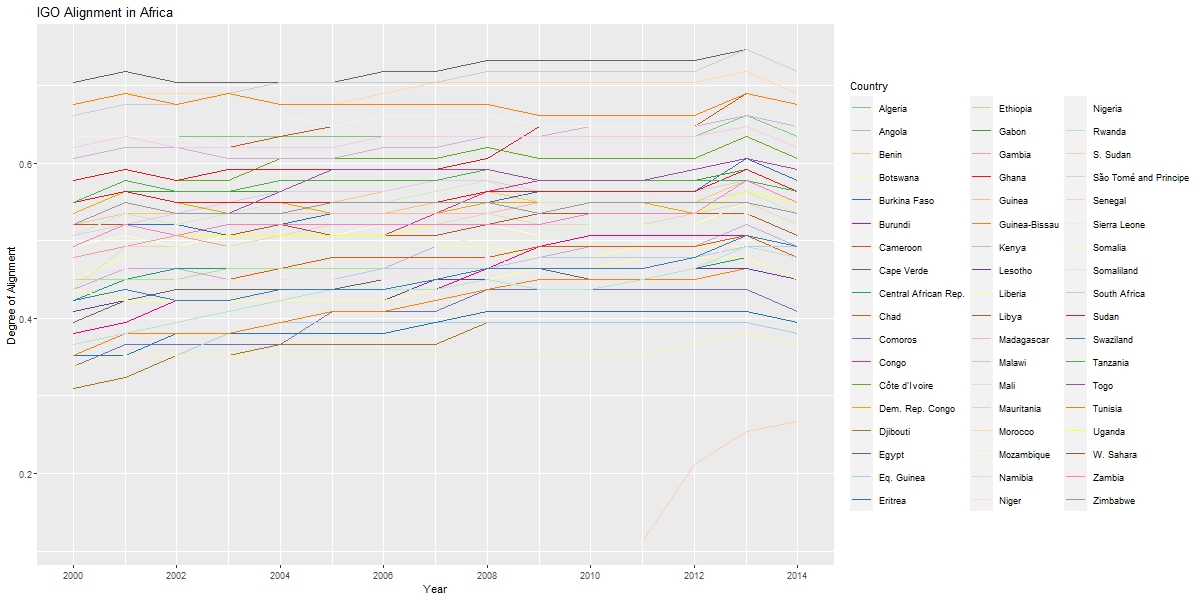 IGO Alignment in Africa
Degree of Alignment
0.6
0.4
0.2
2000 2002 2004 2006 2008 2010 2012 2014
Year
Country
Algeria
Angola
Benin
Botswana
Burkina Faso
Burundi
Cameroon
Cape Verde
Central African Rep.
Chad
Comoros
Congo
Côte d'Ivoire
Dem. Rep. Congo
Djibouti
Egypt
Eq. Guinea
Eritrea
Ethiopia
Gabon
Gambia
Ghana
Guinea
Guinea-Bissau
Kenya
Lesotho
Liberia
Libya
Madagascar
Malawi
Mali
Mauritania
Morocco
Mozambique
Namibia
Niger
Nigeria
Rwanda
S. Sudan
São Tomé and Principe
Senegal
Sierra Leone
Somalia
Somaliland
South Africa
Sudan
Swaziland
Tanzania
Togo
Tunisia
Uganda
W. Sahara
Zambia
Zimbabwe